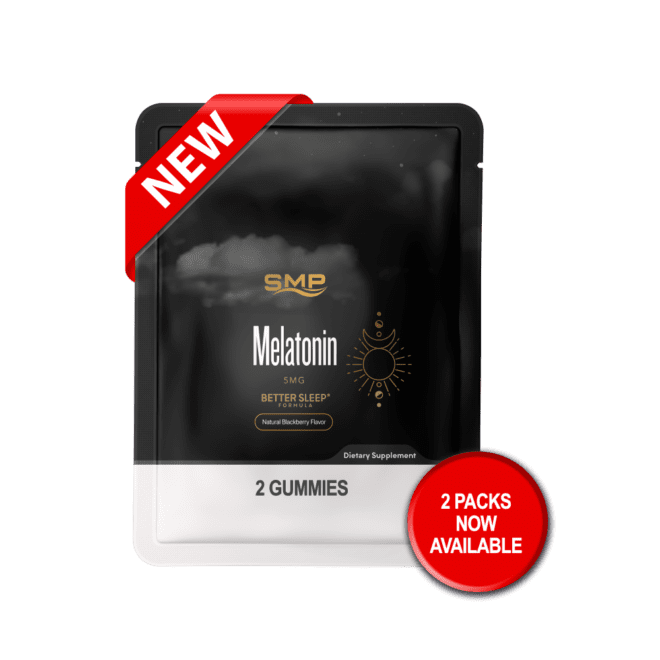 NEW
SMP
Melatonin
5MG
BETTER SLEEP*
FORMULA
Natural Blackberry Flavor
Dietary Supplement
2 GUMMIES
2 PACKS
NOW
AVAILABLE